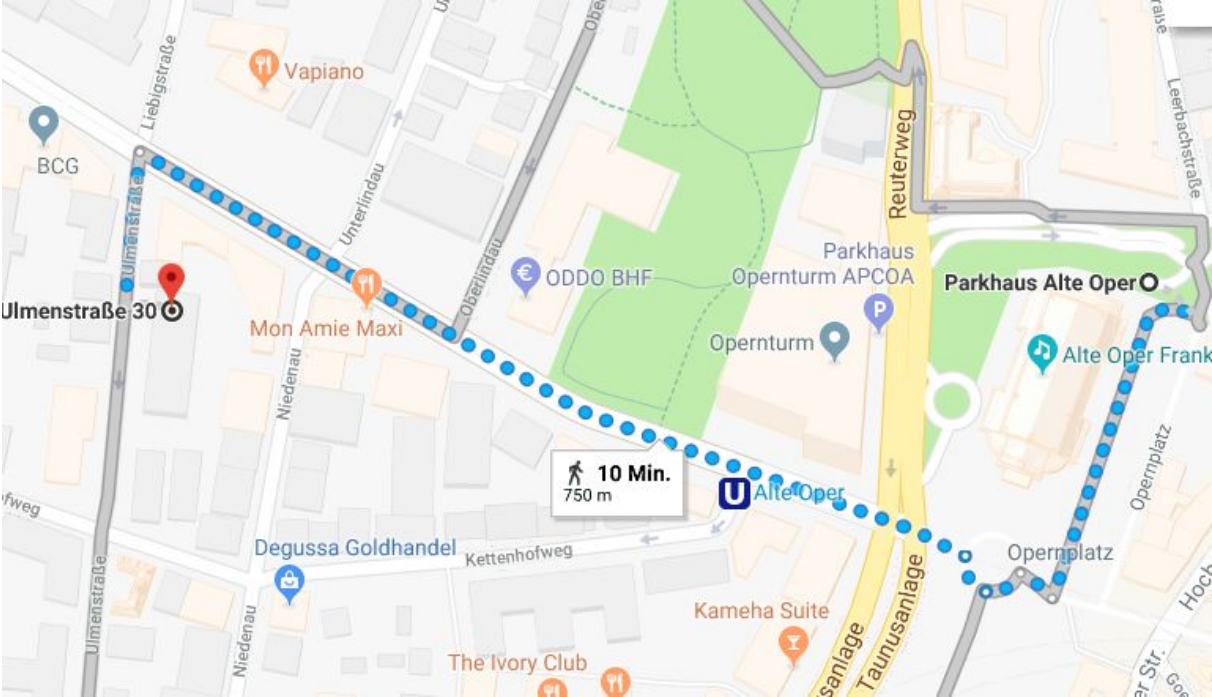 Liebigstraße
Vapiano
BCG
Unterlindau
Reuterweg
Leerbachstraße
Ulmenstraße
Oberlindau
ODDO BHF
Parkhaus
Opernturm APCOA
P
Parkhaus Alte Oper
Ulmenstraße 30
Mon Amie Maxi
Opernturm
Alte Oper Frank
Niedenau
10 Min.
750 m
U
Alte Oper
Opernplatz
Opernplatz
Degussa Goldhandel
Kettenhofweg
Ulmenstraße
Niedenau
Kameha Suite
Taunusanlage
The Ivory Club